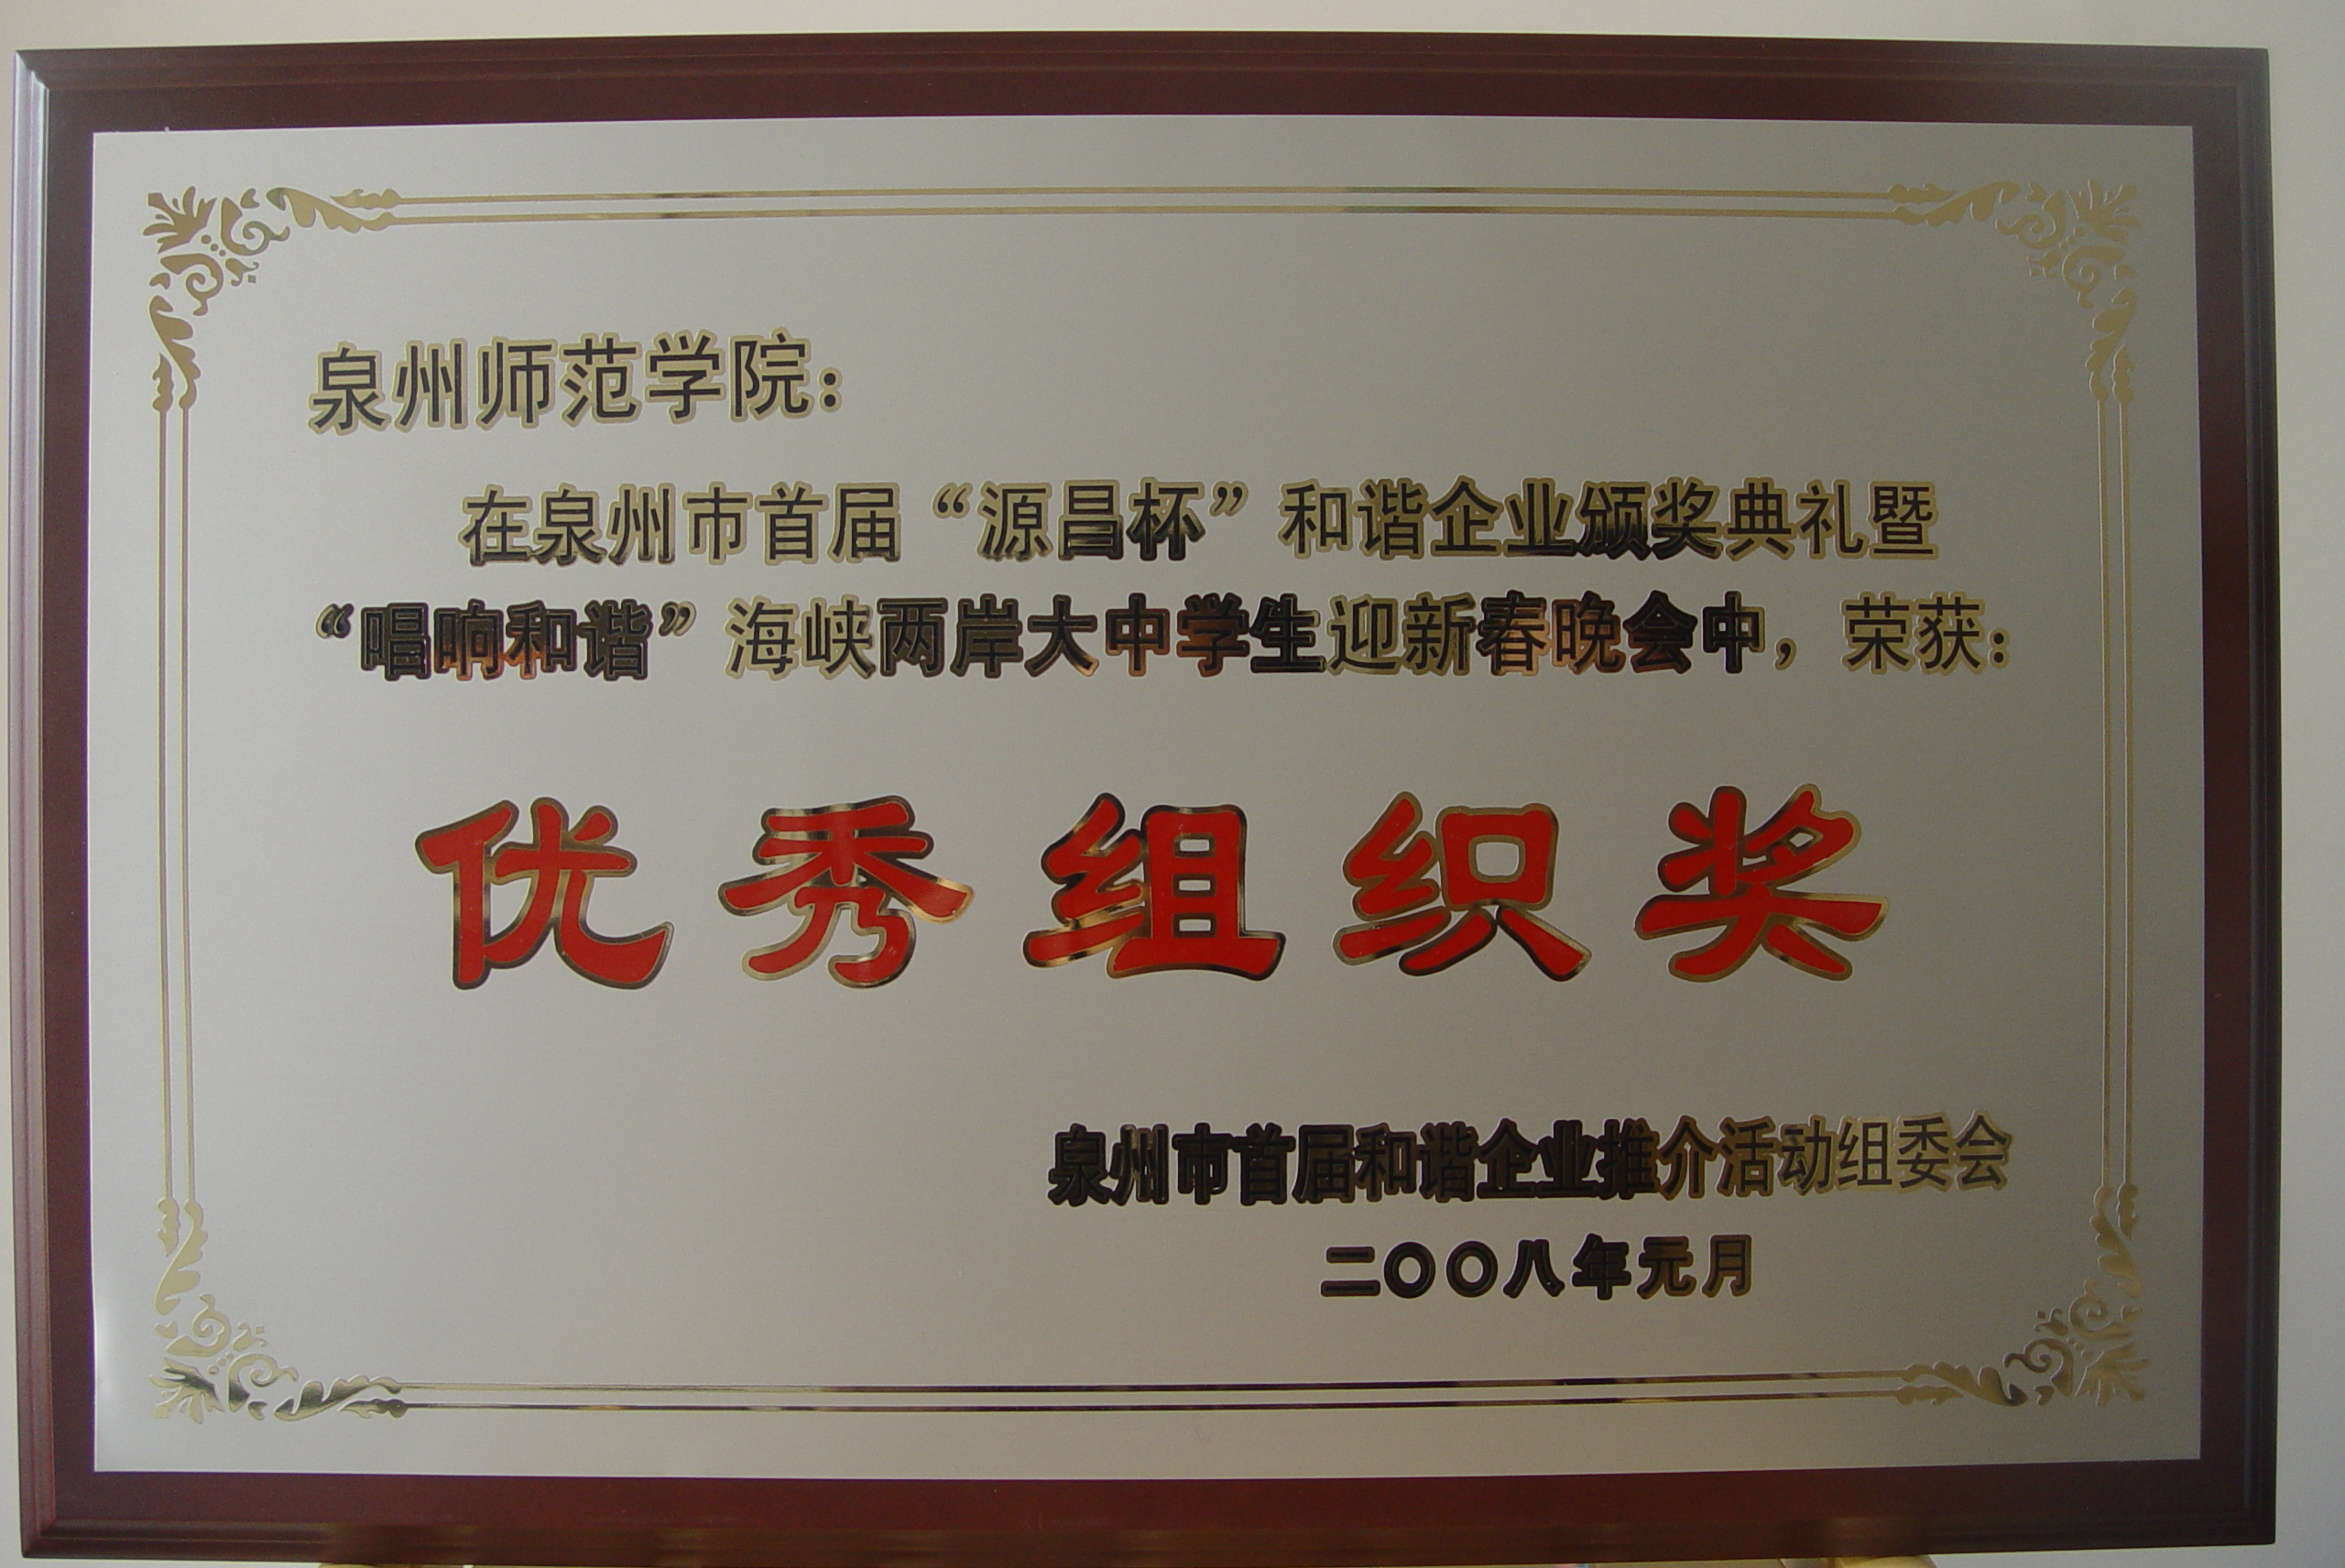 泉州师范学院：
在泉州市首届“源昌杯”和谐企业颁奖典礼暨
“唱响和谐”海峡两岸大中学生迎新春晚会中，荣获：
优秀组织奖
泉州市首届和谐企业推介活动组委会
二〇〇八年元月